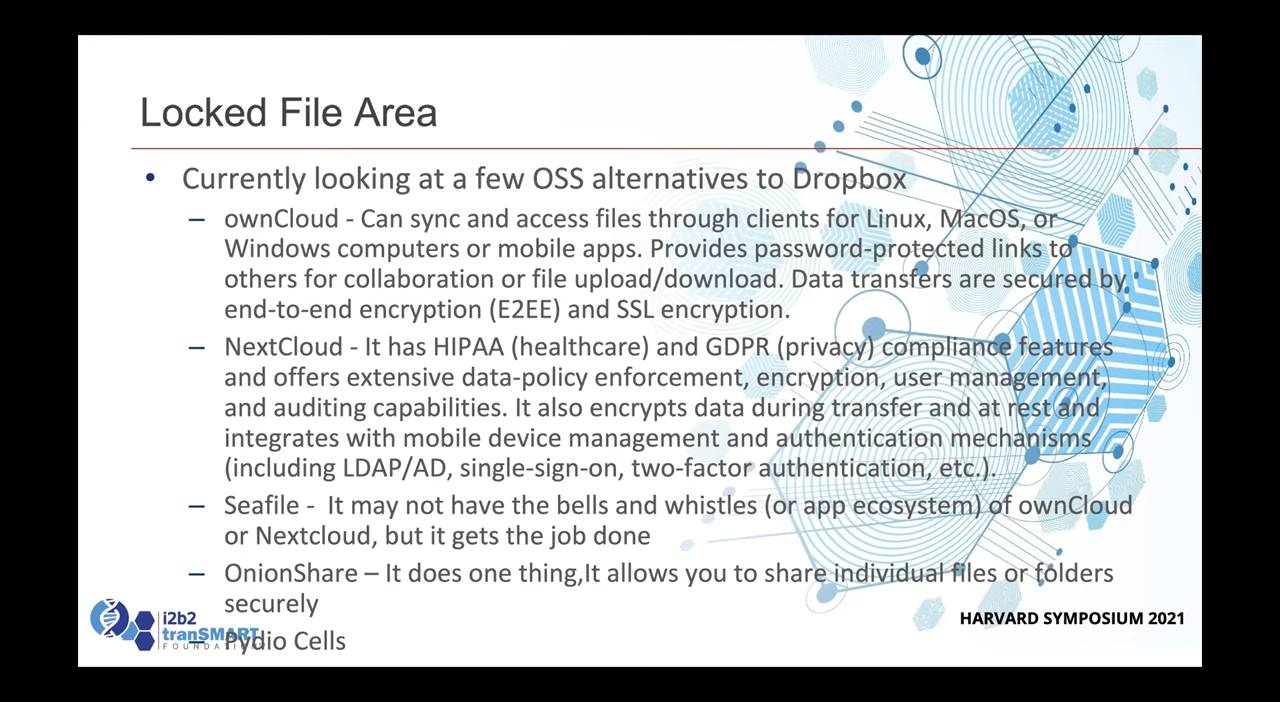 Locked File Area
• Currently looking at a few OSS alternatives to Dropbox
– ownCloud - Can sync and access files through clients for Linux, MacOS, or
Windows computers or mobile apps. Provides password-protected links to
others for collaboration or file upload/download. Data transfers are secured by
end-to-end encryption (E2EE) and SSL encryption.
– NextCloud - It has HIPAA (healthcare) and GDPR (privacy) compliance features
and offers extensive data-policy enforcement, encryption, user management,
and auditing capabilities. It also encrypts data during transfer and at rest and
integrates with mobile device management and authentication mechanisms
(including LDAP/AD, single-sign-on, two-factor authentication, etc.).
– Seafile -  It may not have the bells and whistles (or app ecosystem) of ownCloud
or Nextcloud, but it gets the job done
– OnionShare – It does one thing,It allows you to share individual files or folders
securely
– Pydio Cells
i2b2
tranSMART
FOUNDATION
HARVARD SYMPOSIUM 2021